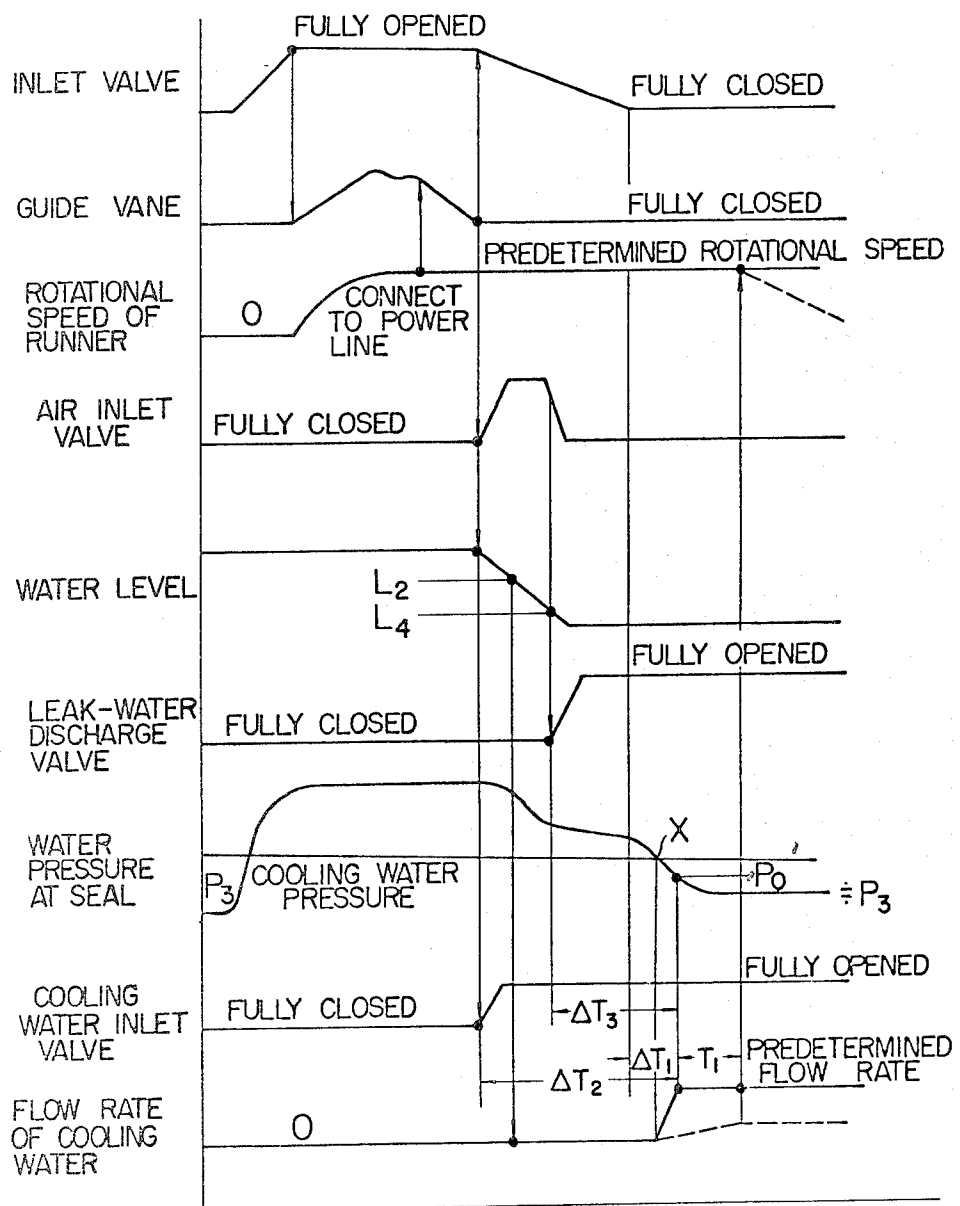 FULLY OPENED
INLET VALVE
FULLY CLOSED
GUIDE VANE
FULLY CLOSED
PREDETERMINED ROTATIONAL SPEED
ROTATIONAL
SPEED OF
RUNNER
0
CONNECT
TO POWER
LINE
AIR INLET
VALVE
FULLY CLOSED
WATER LEVEL
L2
L4
FULLY OPENED
LEAK-WATER
DISCHARGE
VALVE
FULLY CLOSED
WATER
PRESSURE
AT SEAL
P3
COOLING WATER
PRESSURE
X
P0
≑ P3
FULLY OPENED
COOLING
WATER INLET
VALVE
FULLY CLOSED
ΔT3
ΔT1
T1
ΔT2
PREDETERMINED
FLOW RATE
FLOW RATE
OF COOLING
WATER
0